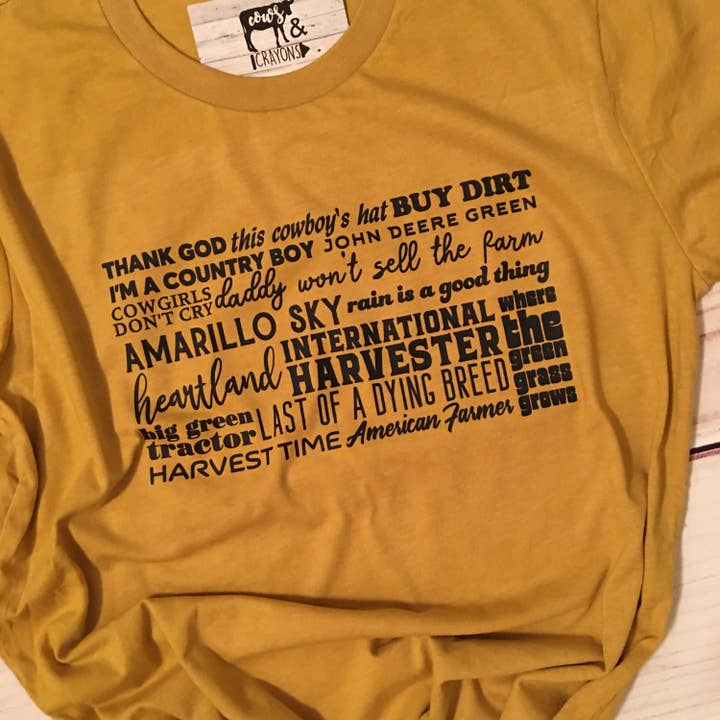 cows
&
CRAYONS
THANK GOD this cowboy's hat BUY DIRT
I'M A COUNTRY BOY JOHN DEERE GREEN
COWGIRLS
DON'T CRY
daddy won't sell the farm
AMARILLO SKY rain is a good thing
heartland
INTERNATIONAL
HARVESTER
where
the
green
grass
grows
big green
tractor
LAST OF A DYING BREED
HARVEST TIME American Farmer